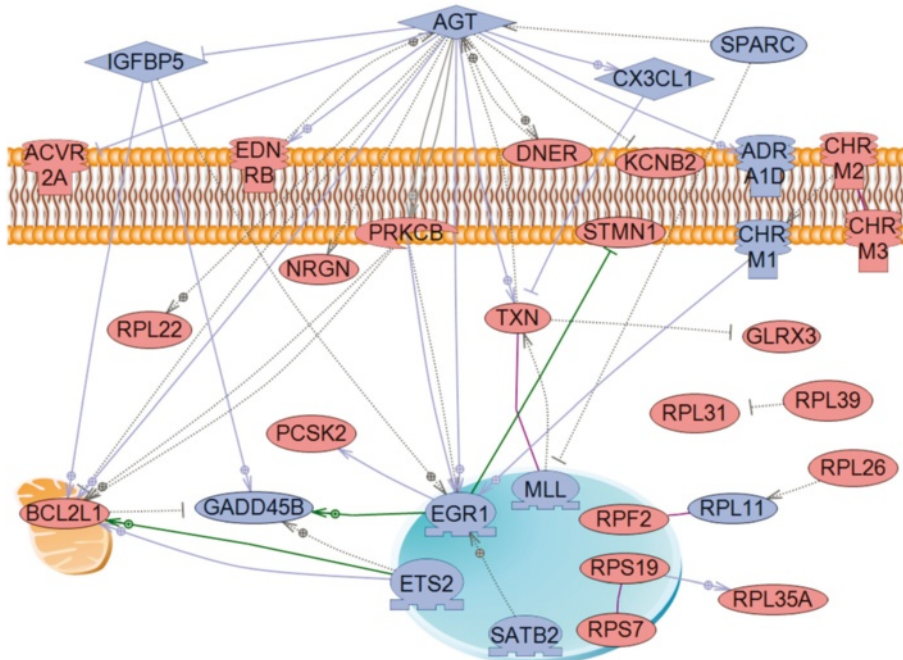 AGT
SPARC
IGFBP5
CX3CL1
ACVR
2A
EDN
RB
DNER
KCNB2
ADR
A1D
CHR
M2
PRKCB
STMN1
CHR
M1
CHR
M3
NRGN
RPL22
TXN
GLRX3
RPL31
RPL39
PCSK2
RPL26
BCL2L1
GADD45B
EGR1
MLL
RPF2
RPL11
ETS2
RPS19
RPL35A
SATB2
RPS7